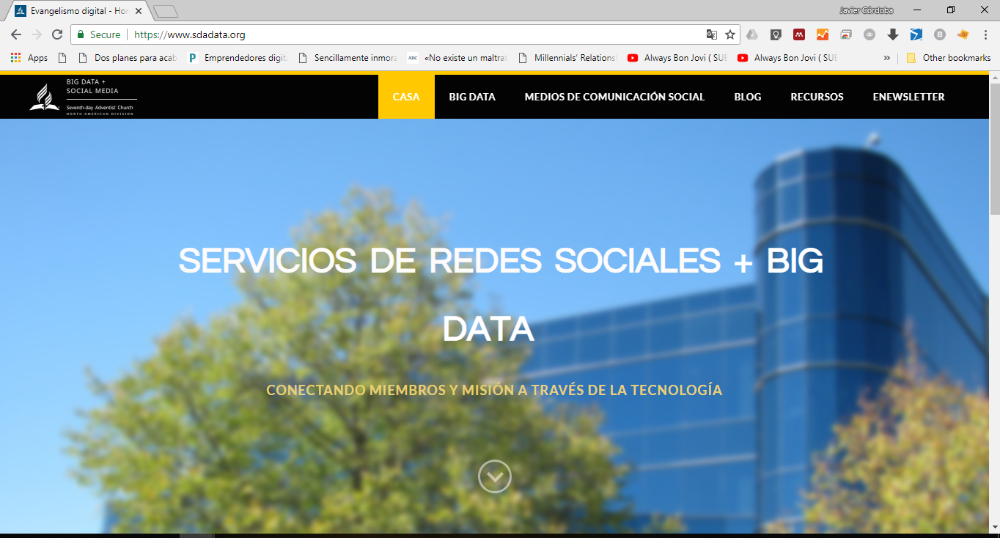 Evangelismo digital - Hor
Javier Córdoba
Secure https://www.sdadata.org
Apps Dos planes para acab Emprendedores digit Sencillamente inmora ABC «No existe un maltrat Millennials' Relations Always Bon Jovi ( SUB Always Bon Jovi ( SUB » Other bookmarks
BIG DATA +
SOCIAL MEDIA
Seventh-day Adventist Church
NORTH AMERICAN DIVISION
CASA BIG DATA MEDIOS DE COMUNICACIÓN SOCIAL BLOG RECURSOS ENEWSLETTER
SERVICIOS DE REDES SOCIALES + BIG
DATA
CONECTANDO MIEMBROS Y MISIÓN A TRAVÉS DE LA TECNOLOGÍA